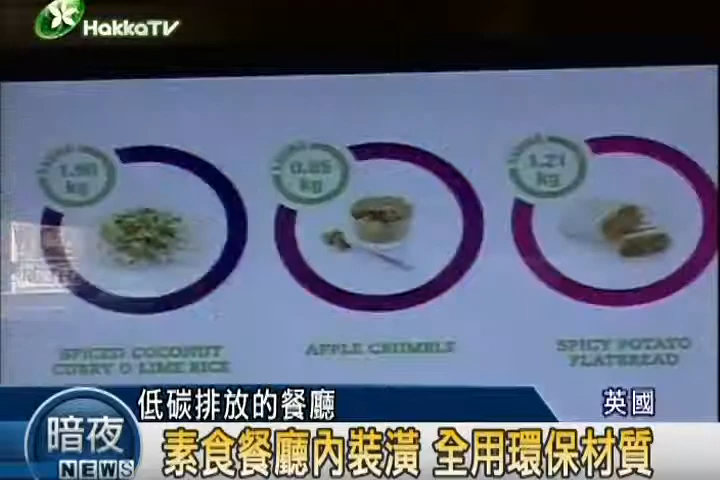 HakkaTV
1.90
kg
kg
1.21
kg
SPICED COCONUT
CURRY & LIME RICE
APPLE CRUMBLE
SPICY POTATO
FLATBREAD
低碳排放的餐廳
英國
暗夜
NEWS
素食餐廳內裝潢 全用環保材質